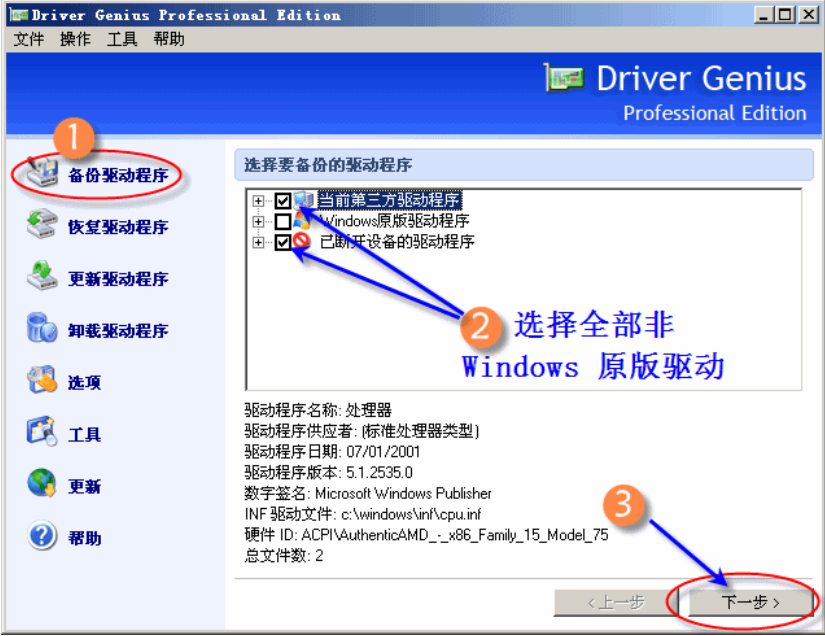 Driver Genius Professional Edition
文件 操作 工具 帮助
Driver Genius
Professional Edition
1
备份驱动程序
恢复驱动程序
更新驱动程序
卸载驱动程序
选项
工具
更新
帮助
选择要备份的驱动程序
当前第三方驱动程序
Windows原版驱动程序
已断开设备的驱动程序
2 选择全部非
Windows 原版驱动
驱动程序名称: 处理器
驱动程序供应者: (标准处理器类型)
驱动程序日期: 07/01/2001
驱动程序版本: 5.1.2535.0
数字签名: Microsoft Windows Publisher
INF 驱动文件: c:\windows\inf\cpu.inf
硬件 ID: ACPI\AuthenticAMD_-_x86_Family_15_Model_75
总文件数: 2
3
<上一步 下一步>